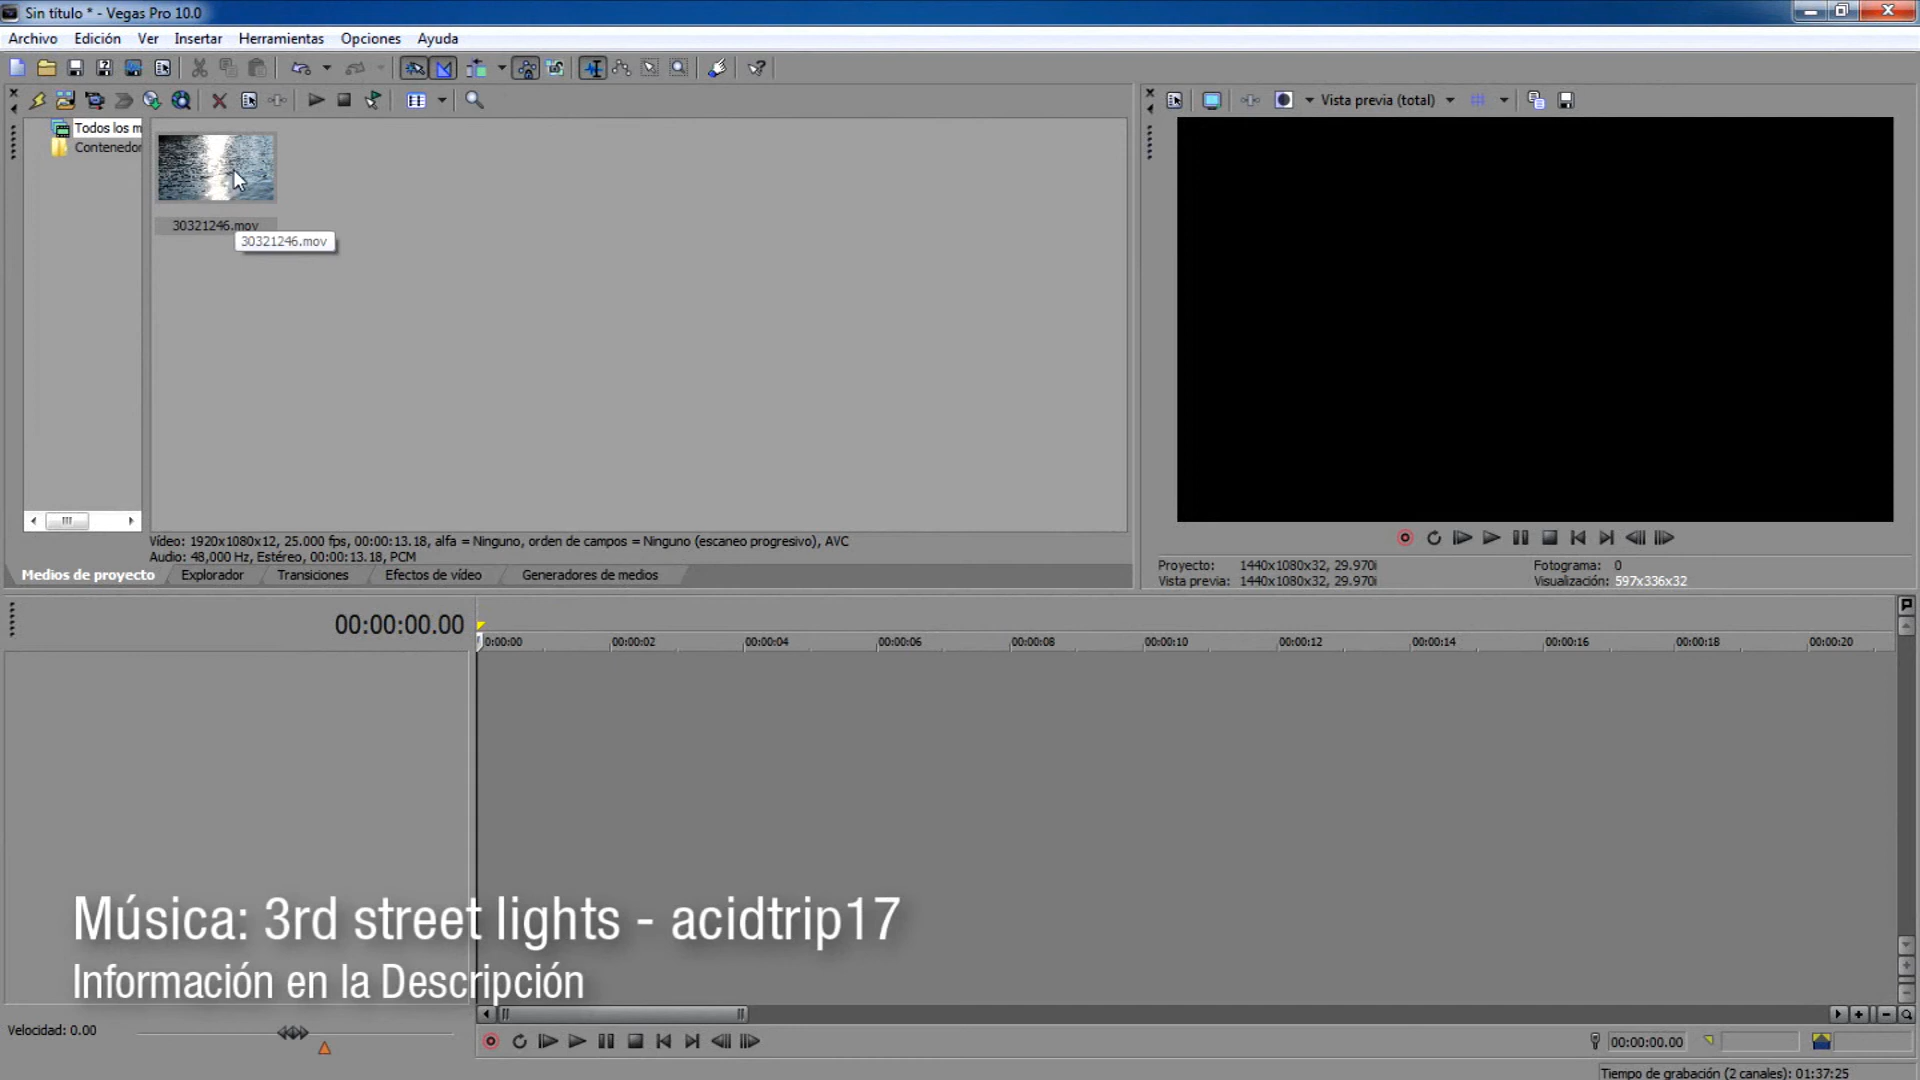 Sin título * - Vegas Pro 10.0
Archivo Edición Ver Insertar Herramientas Opciones Ayuda
Vista previa (total)
Todos los m
Contenedor
30321246.mov
30321246.mov
Vídeo: 1920x1080x12, 25.000 fps, 00:00:13.18, alfa = Ninguno, orden de campos = Ninguno (escaneo progresivo), AVC
Audio: 48,000 Hz, Estéreo, 00:00:13.18, PCM
Medios de proyecto Explorador Transiciones Efectos de vídeo Generadores de medios
Proyecto: 1440x1080x32, 29.970i Fotograma: 0
Vista previa: 1440x1080x32, 29.970i Visualización: 597x336x32
00:00:00.00
0:00:00 00:00:02 00:00:04 00:00:06 00:00:08 00:00:10 00:00:12 00:00:14 00:00:16 00:00:18 00:00:20
Música: 3rd street lights - acidtrip17
Información en la Descripción
Velocidad: 0.00
00:00:00.00
Tiempo de grabación (2 canales): 01:37:25